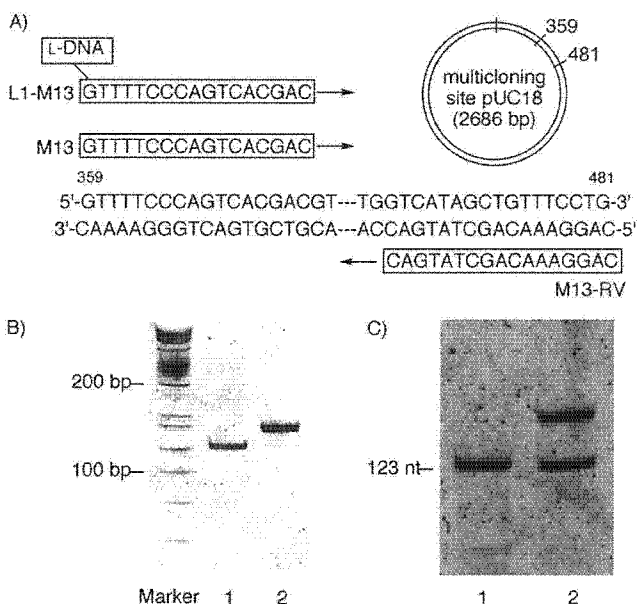 A)
L-DNA
L1-M13 GTTTTCCCAGTCACGAC
M13 GTTTTCCCAGTCACGAC
359
481
multicloning
site pUC18
(2686 bp)
359 481
5'-GTTTTCCCAGTCACGACGT---TGGTCATAGCTGTTTCCTG-3'
3'-CAAAAGGGTCAGTGCTGCA---ACCAGTATCGACAAAGGAC-5'
CAGTATCGACAAAGGAC
M13-RV
B)
200 bp
100 bp
Marker 1 2
C)
123 nt
1 2